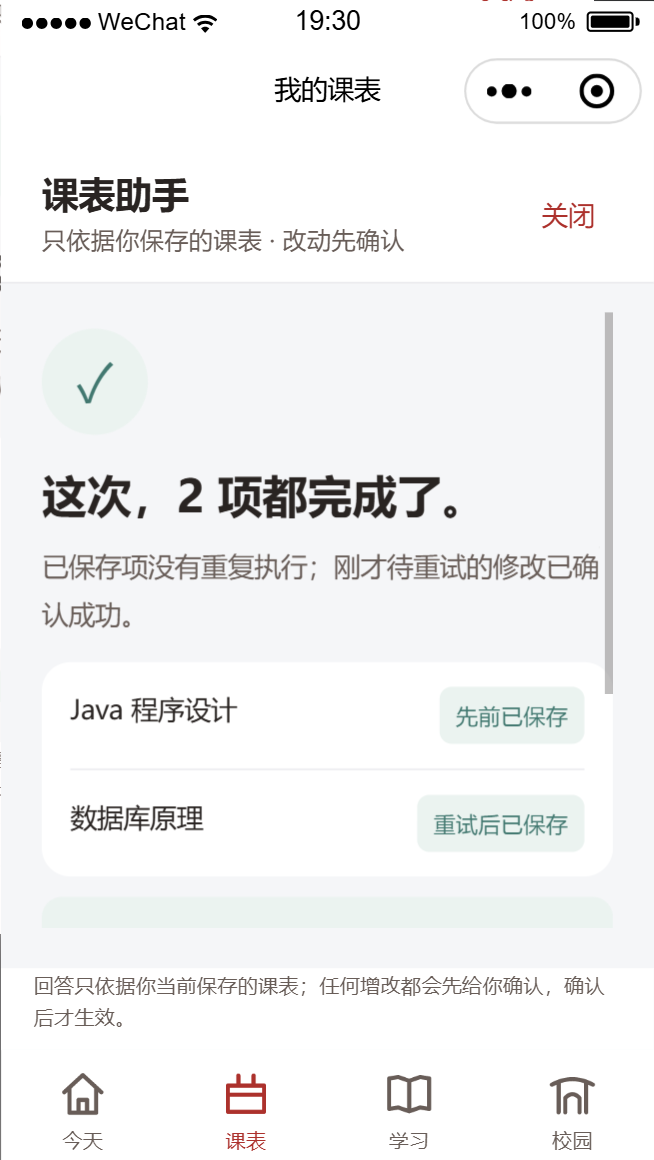 WeChat
19:30
100%
我的课表
课表助手
只依据你保存的课表 · 改动先确认
关闭
这次，2 项都完成了。
已保存项没有重复执行；刚才待重试的修改已确
认成功。
Java 程序设计
先前已保存
数据库原理
重试后已保存
回答只依据你当前保存的课表；任何增改都会先给你确认，确认
后才生效。
今天
课表
学习
校园